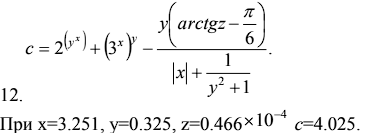 c = 2^(y^x) + (3^x)^y − y(arctgz − π/6) / (|x| + 1/(y^2 + 1)).
12.
При x=3.251, y=0.325, z=0.466×10^−4 c=4.025.